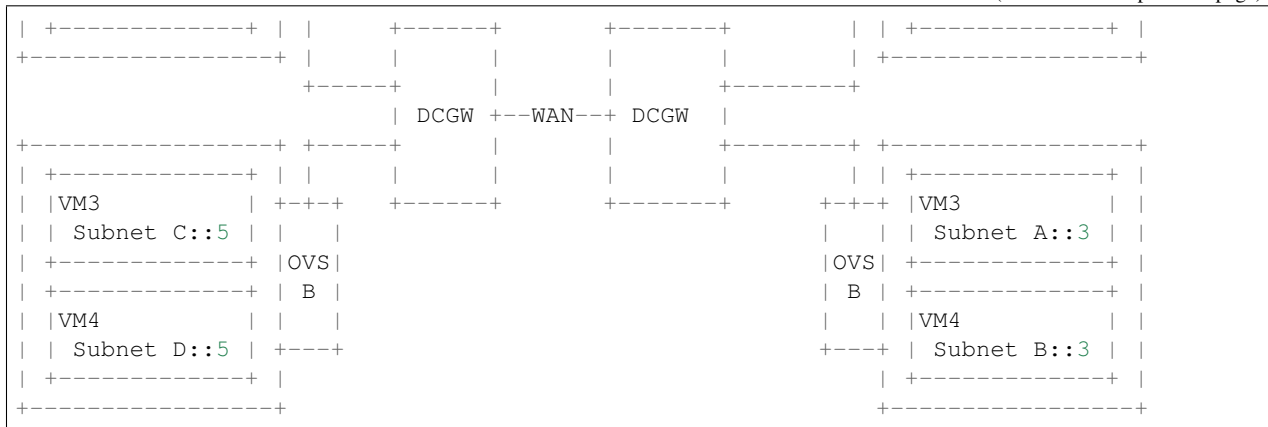 | +-------------+ | |      +------+       +-------+         | | +-------------+ |
+-----------------+ |      |      |       |       |         | +-----------------+
                    +-----+      |       +--------+
                          | DCGW +--WAN--+ DCGW  |
+-----------------+ +-----+      |       |       +--------+ +-----------------+
| +-------------+ | |     |      |       |       |        | | +-------------+ |
| |VM3          | +-+-+   +------+       +-------+      +-+-+ |VM3          | |
| | Subnet C::5 | |   |                                 |   | | Subnet A::3 | |
| +-------------+ |OVS|                                 |OVS| +-------------+ |
| +-------------+ | B |                                 | B | +-------------+ |
| |VM4          | |   |                                 |   | |VM4          | |
| | Subnet D::5 | +---+                                 +---+ | Subnet B::3 | |
| +-------------+ |                                         | +-------------+ |
+-----------------+                                         +-----------------+